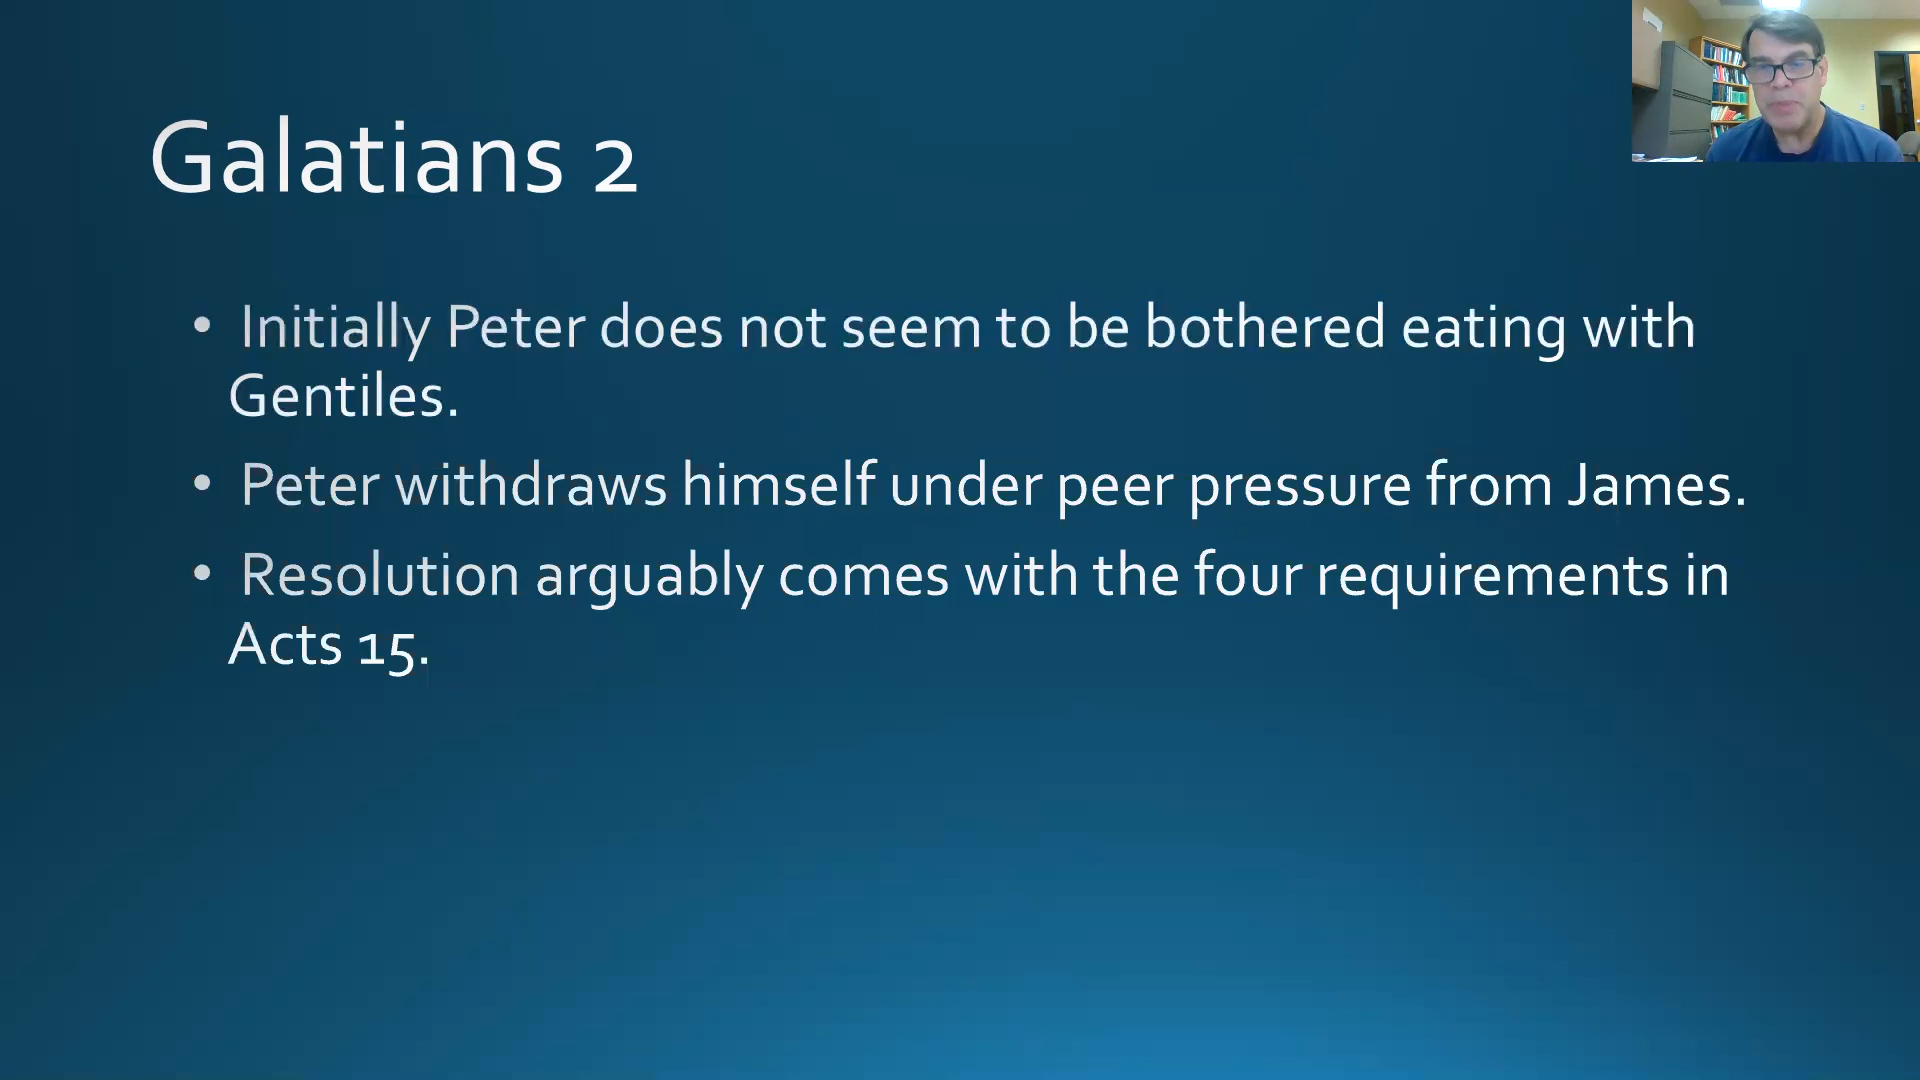 Galatians 2
• Initially Peter does not seem to be bothered eating with
Gentiles.
• Peter withdraws himself under peer pressure from James.
• Resolution arguably comes with the four requirements in
Acts 15.